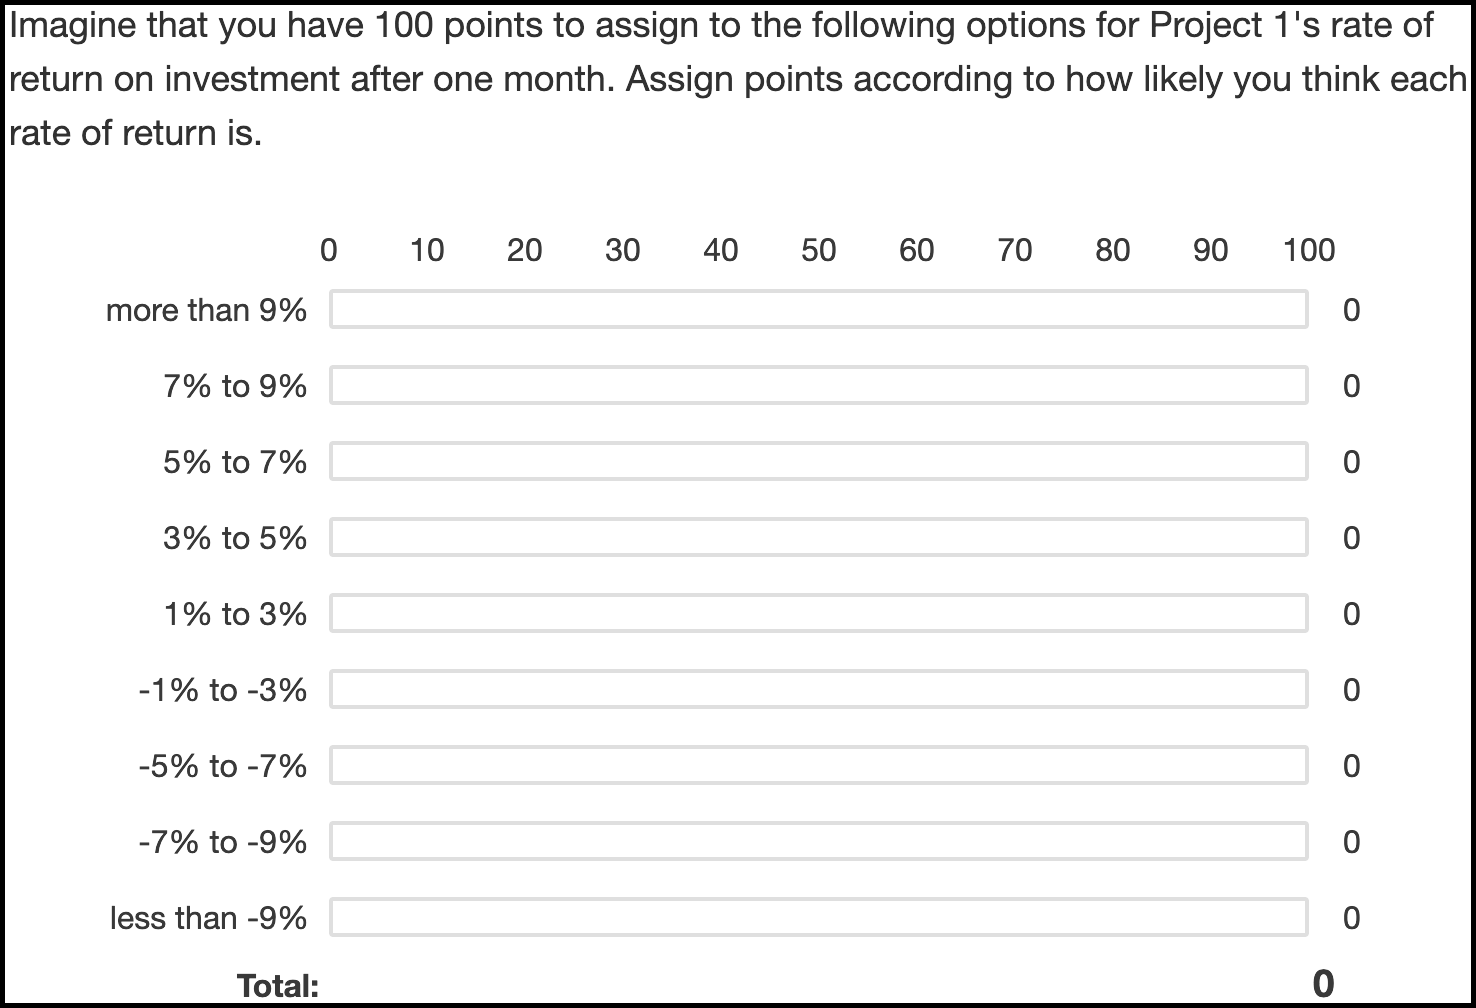 Imagine that you have 100 points to assign to the following options for Project 1's rate of
return on investment after one month. Assign points according to how likely you think each
rate of return is.
0 10 20 30 40 50 60 70 80 90 100
more than 9% 0
7% to 9% 0
5% to 7% 0
3% to 5% 0
1% to 3% 0
-1% to -3% 0
-5% to -7% 0
-7% to -9% 0
less than -9% 0
Total: 0